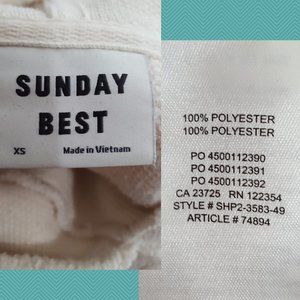 SUNDAY
BEST
XS Made in Vietnam
100% POLYESTER
100% POLYESTER
PO 4500112390
PO 4500112391
PO 4500112392
CA 23725 RN 122354
STYLE # SHP2-3583-49
ARTICLE # 74894